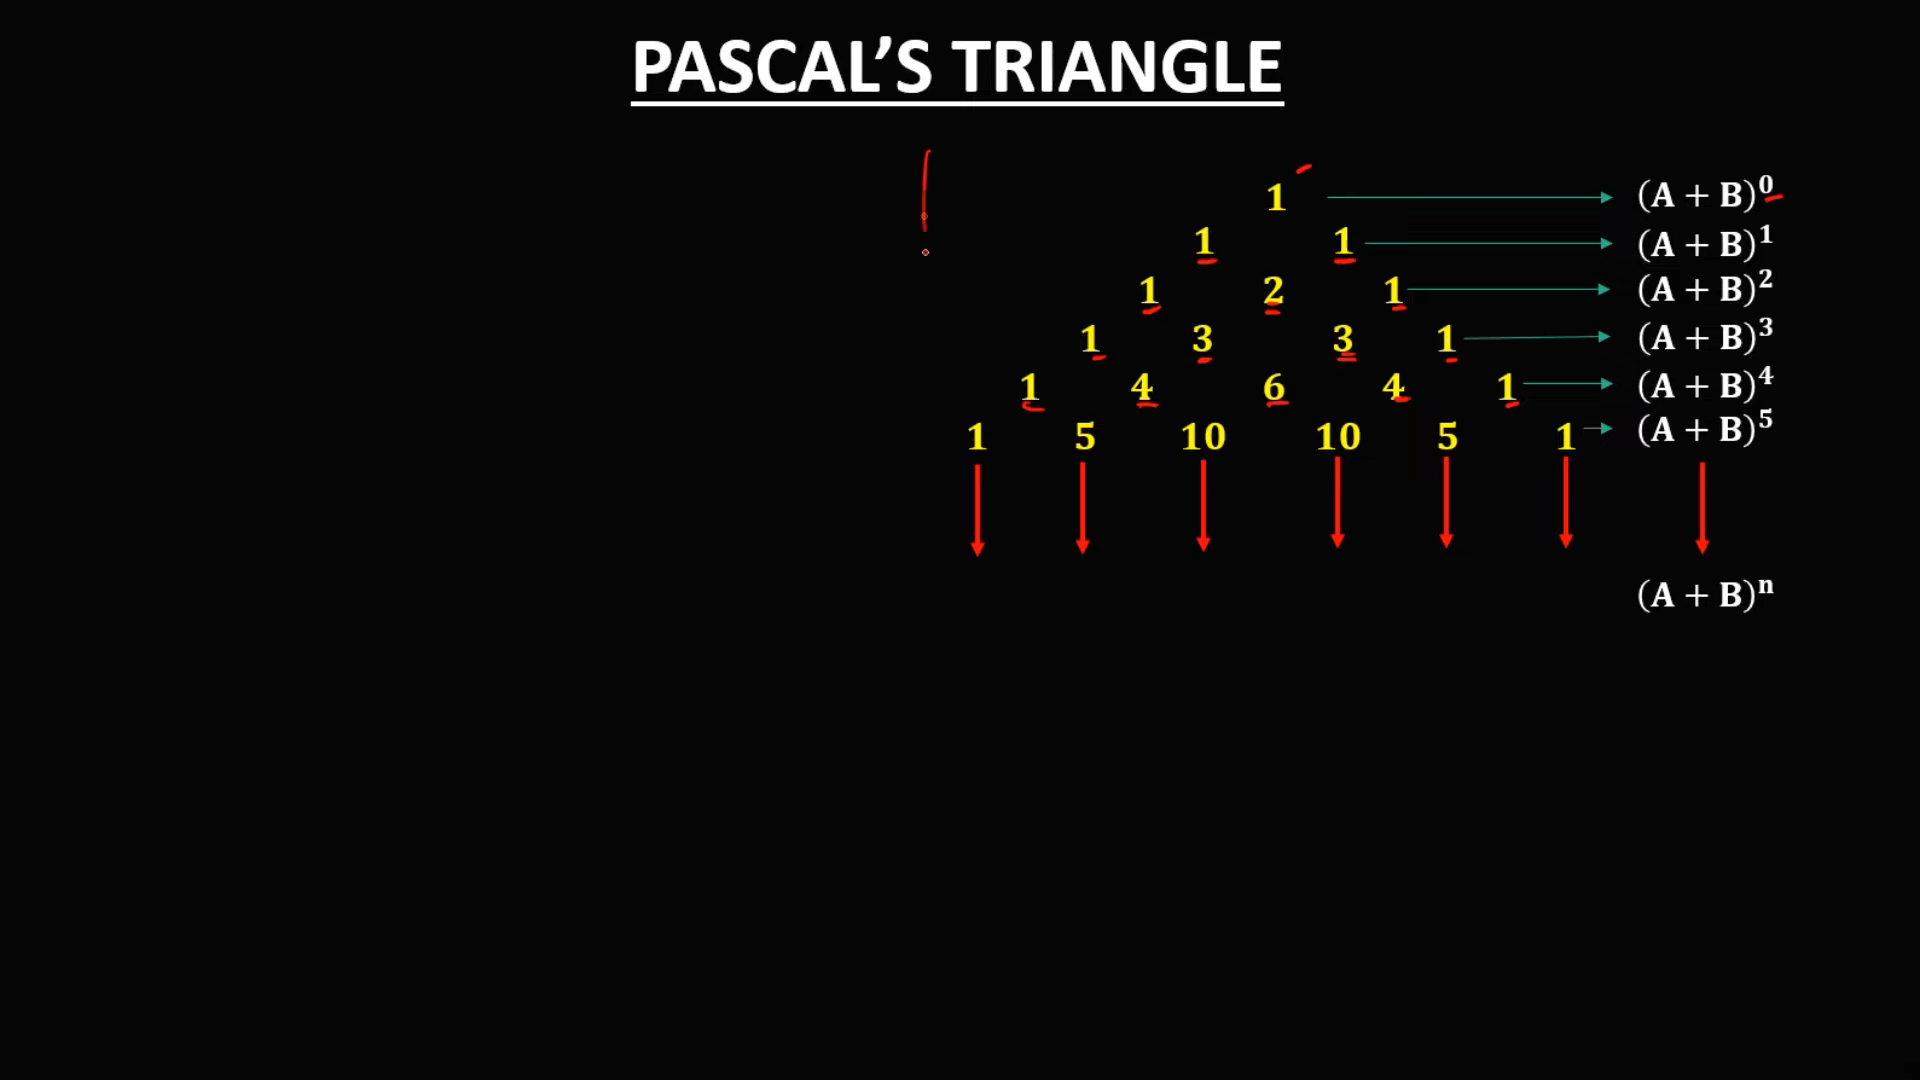 PASCAL’S TRIANGLE
1 (A + B)⁰
1 1 (A + B)¹
1 2 1 (A + B)²
1 3 3 1 (A + B)³
1 4 6 4 1 (A + B)⁴
1 5 10 10 5 1 (A + B)⁵
(A + B)ⁿ